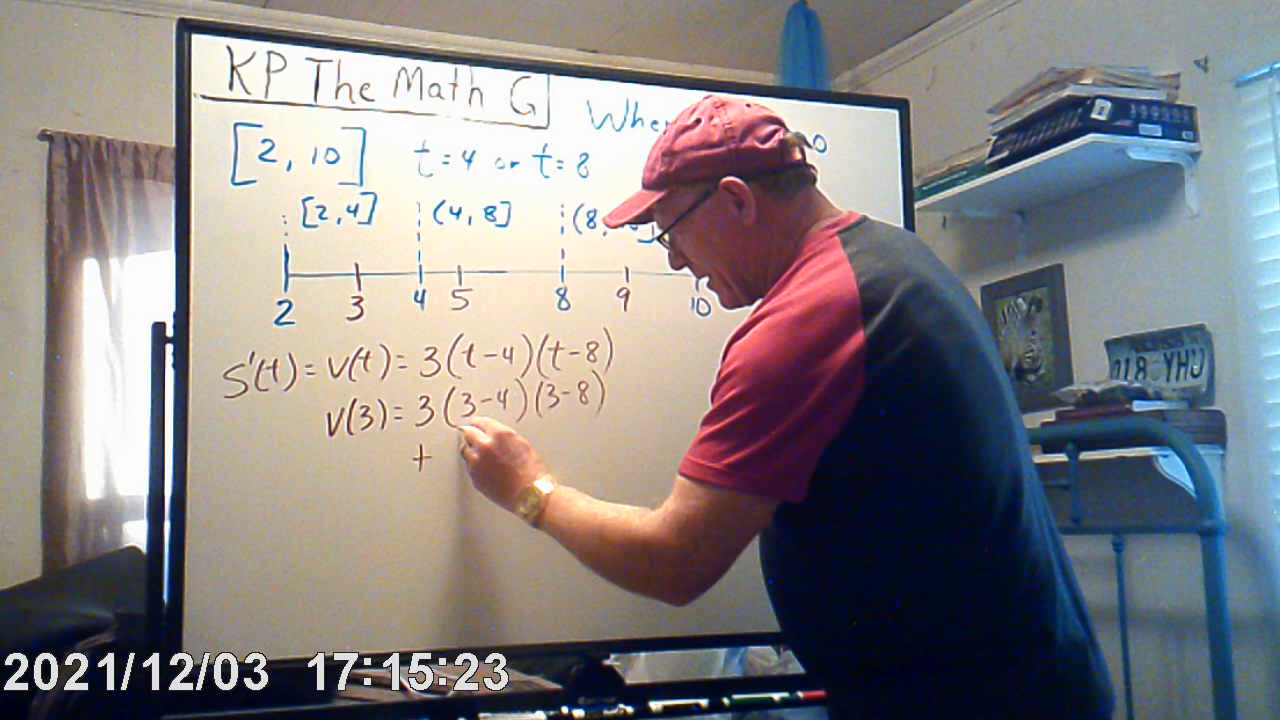 KP The Math G
[2, 10] t = 4 or t = 8
[2, 4] (4, 8]
2 3 4 5 8 9 10
S'(t) = v(t) = 3(t-4)(t-8)
v(3) = 3(3-4)(3-8)
+
2021/12/03 17:15:23